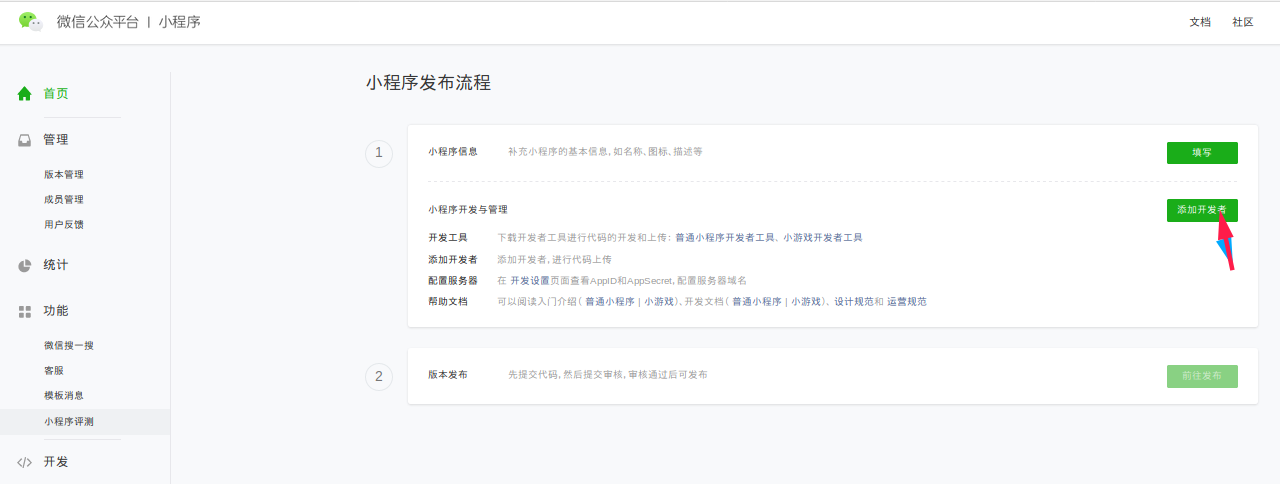 微信公众平台 | 小程序
文档 社区
首页
管理
版本管理
成员管理
用户反馈
统计
功能
微信搜一搜
客服
模板消息
小程序评测
开发
小程序发布流程
1
小程序信息 补充小程序的基本信息,如名称、图标、描述等 填写
小程序开发与管理 添加开发者
开发工具 下载开发者工具进行代码的开发和上传: 普通小程序开发者工具、小游戏开发者工具
添加开发者 添加开发者,进行代码上传
配置服务器 在 开发设置页面查看AppID和AppSecret,配置服务器域名
帮助文档 可以阅读入门介绍( 普通小程序 | 小游戏)、开发文档( 普通小程序 | 小游戏)、设计规范和 运营规范
2
版本发布 先提交代码,然后提交审核,审核通过后可发布 前往发布